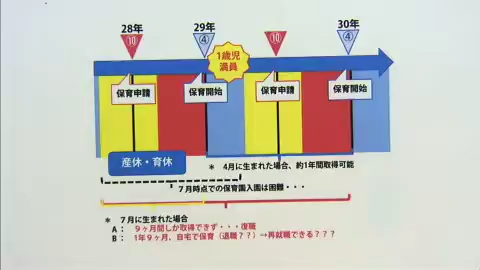 28年
29年
30年
⑩
④
⑩
④
1歳児
満員
保育申請
保育開始
保育申請
保育開始
産休・育休
＊ 4月に生まれた場合、約1年間取得可能
7月時点での保育園入園は困難・・・
＊ 7月に生まれた場合
A： 9ヶ月間しか取得できず・・・復職
B： 1年9ヶ月、自宅で保育（退職？？）→再就職できる？？？